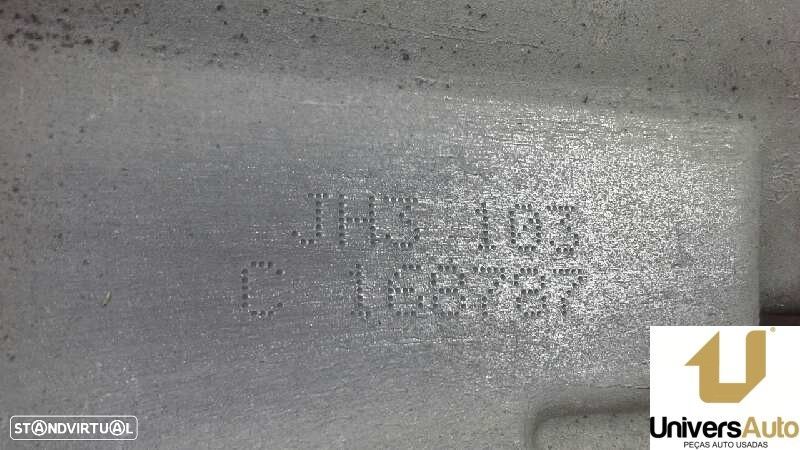 JH3 103
C 168787
UniversAuto
PEÇAS AUTO USADAS
STANDVIRTUAL